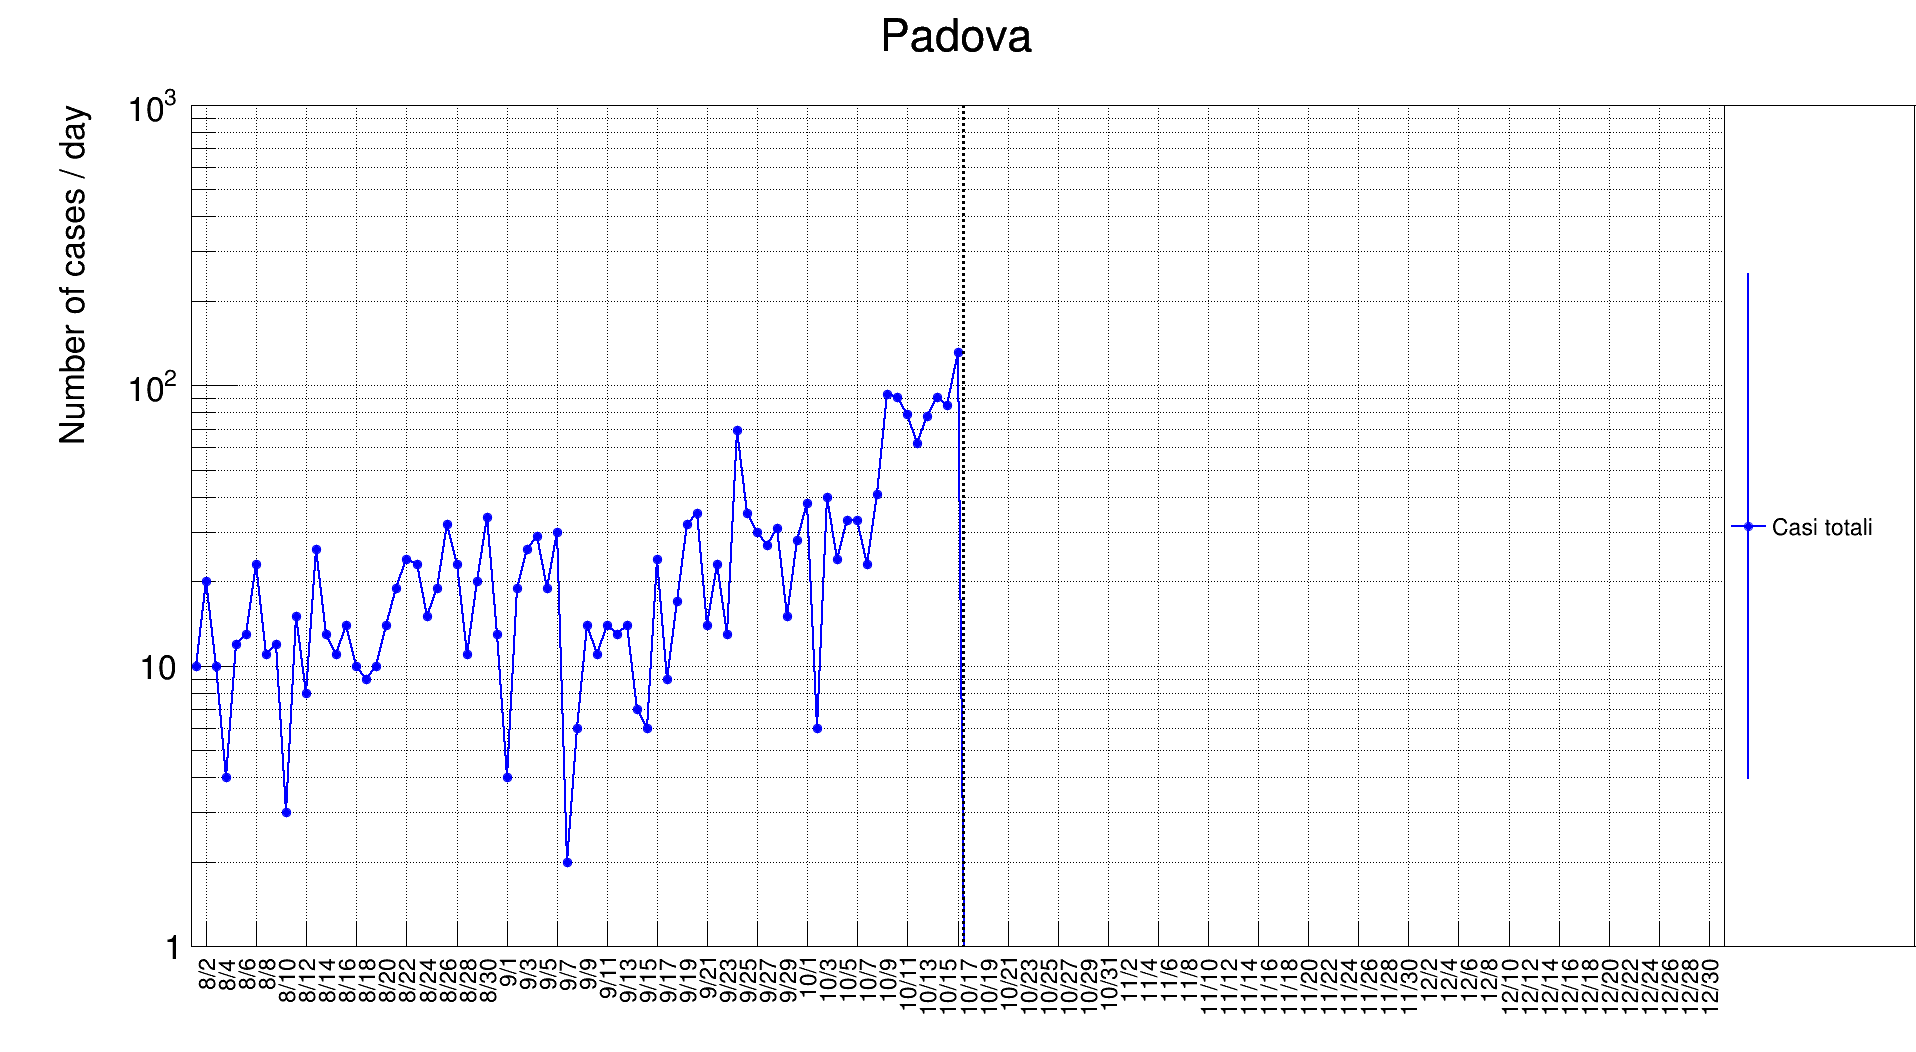 Padova
Number of cases / day
10³
10²
10
1
8/2 8/4 8/6 8/8 8/10 8/12 8/14 8/16 8/18 8/20 8/22 8/24 8/26 8/28 8/30 9/1 9/3 9/5 9/7 9/9 9/11 9/13 9/15 9/17 9/19 9/21 9/23 9/25 9/27 9/29 10/1 10/3 10/5 10/7 10/9 10/11 10/13 10/15 10/17 10/19 10/21 10/23 10/25 10/27 10/29 10/31 11/2 11/4 11/6 11/8 11/10 11/12 11/14 11/16 11/18 11/20 11/22 11/24 11/26 11/28 11/30 12/2 12/4 12/6 12/8 12/10 12/12 12/14 12/16 12/18 12/20 12/22 12/24 12/26 12/28 12/30
Casi totali